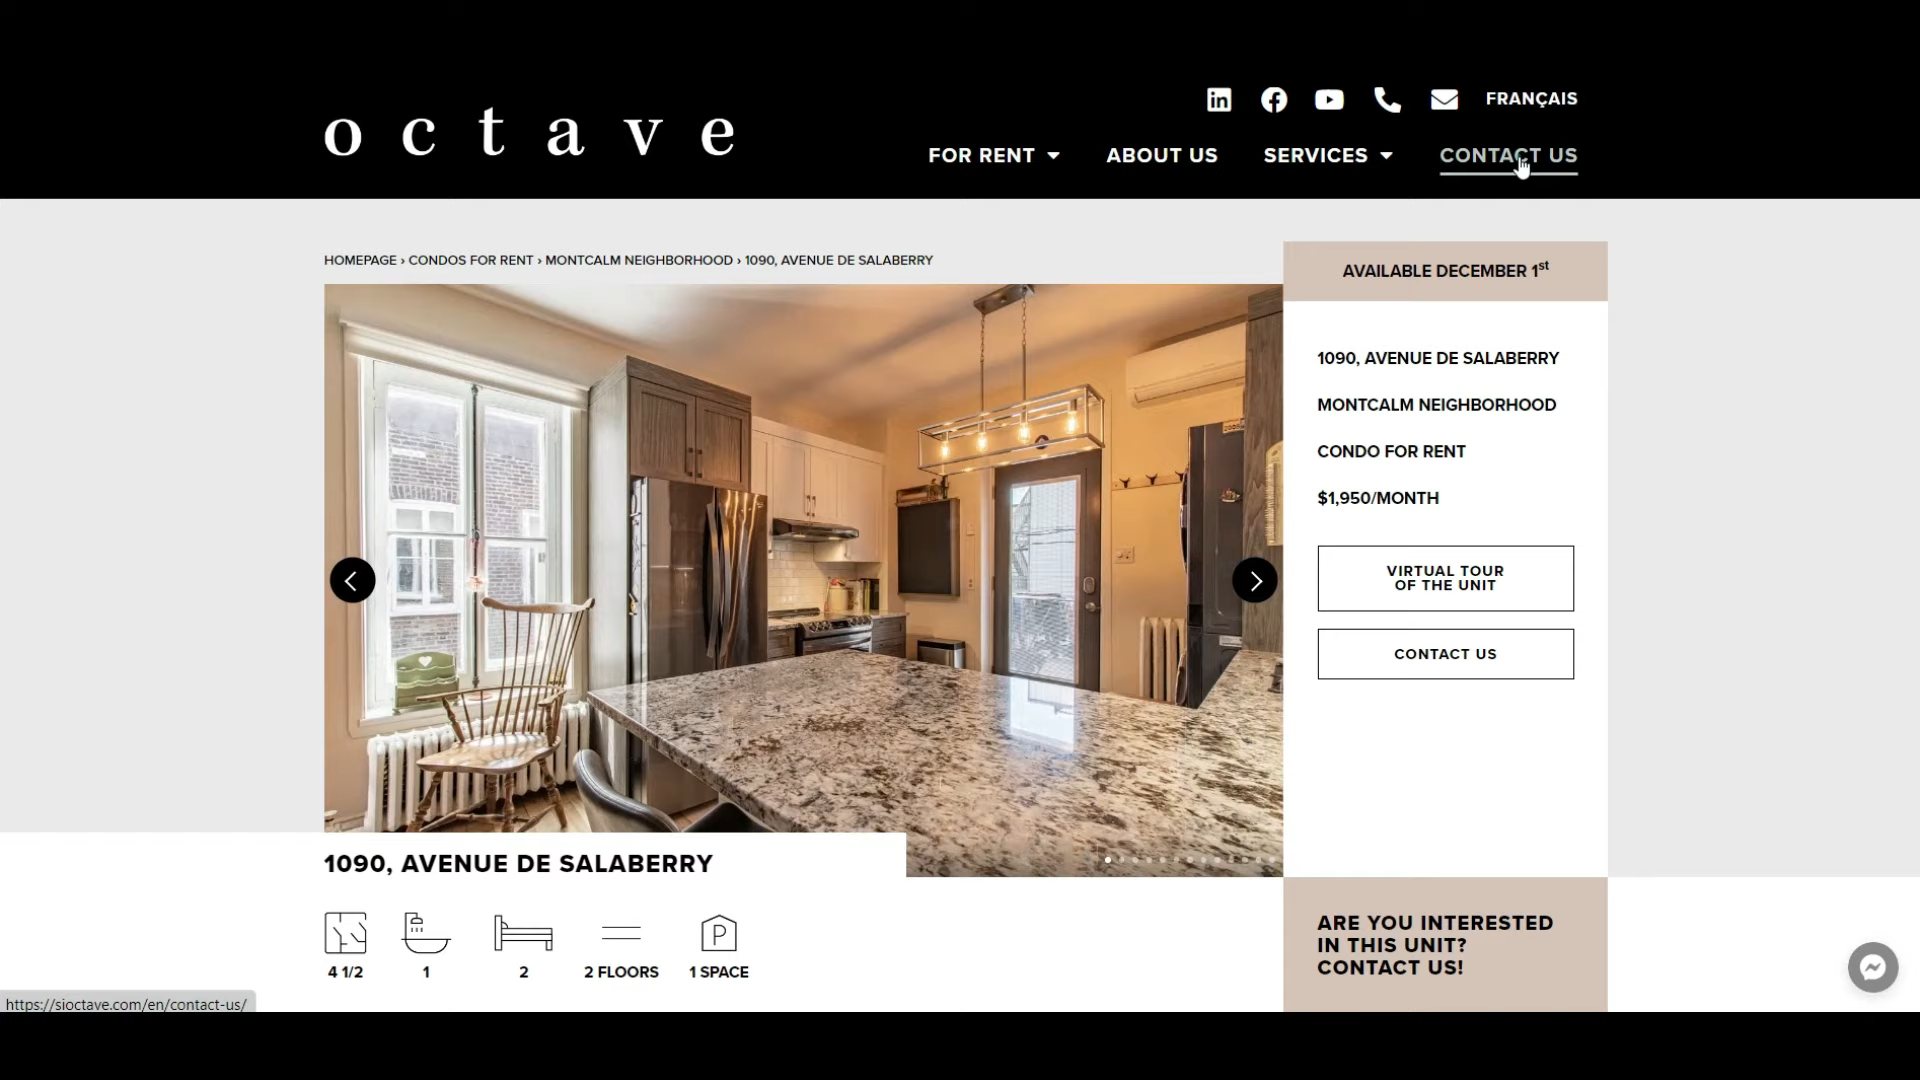 octave
FRANÇAIS
FOR RENT
ABOUT US
SERVICES
CONTACT US
HOMEPAGE › CONDOS FOR RENT › MONTCALM NEIGHBORHOOD › 1090, AVENUE DE SALABERRY
AVAILABLE DECEMBER 1st
1090, AVENUE DE SALABERRY
MONTCALM NEIGHBORHOOD
CONDO FOR RENT
$1,950/MONTH
VIRTUAL TOUR
OF THE UNIT
CONTACT US
1090, AVENUE DE SALABERRY
P
4 1/2
1
2
2 FLOORS
1 SPACE
ARE YOU INTERESTED
IN THIS UNIT?
CONTACT US!
https://sioctave.com/en/contact-us/